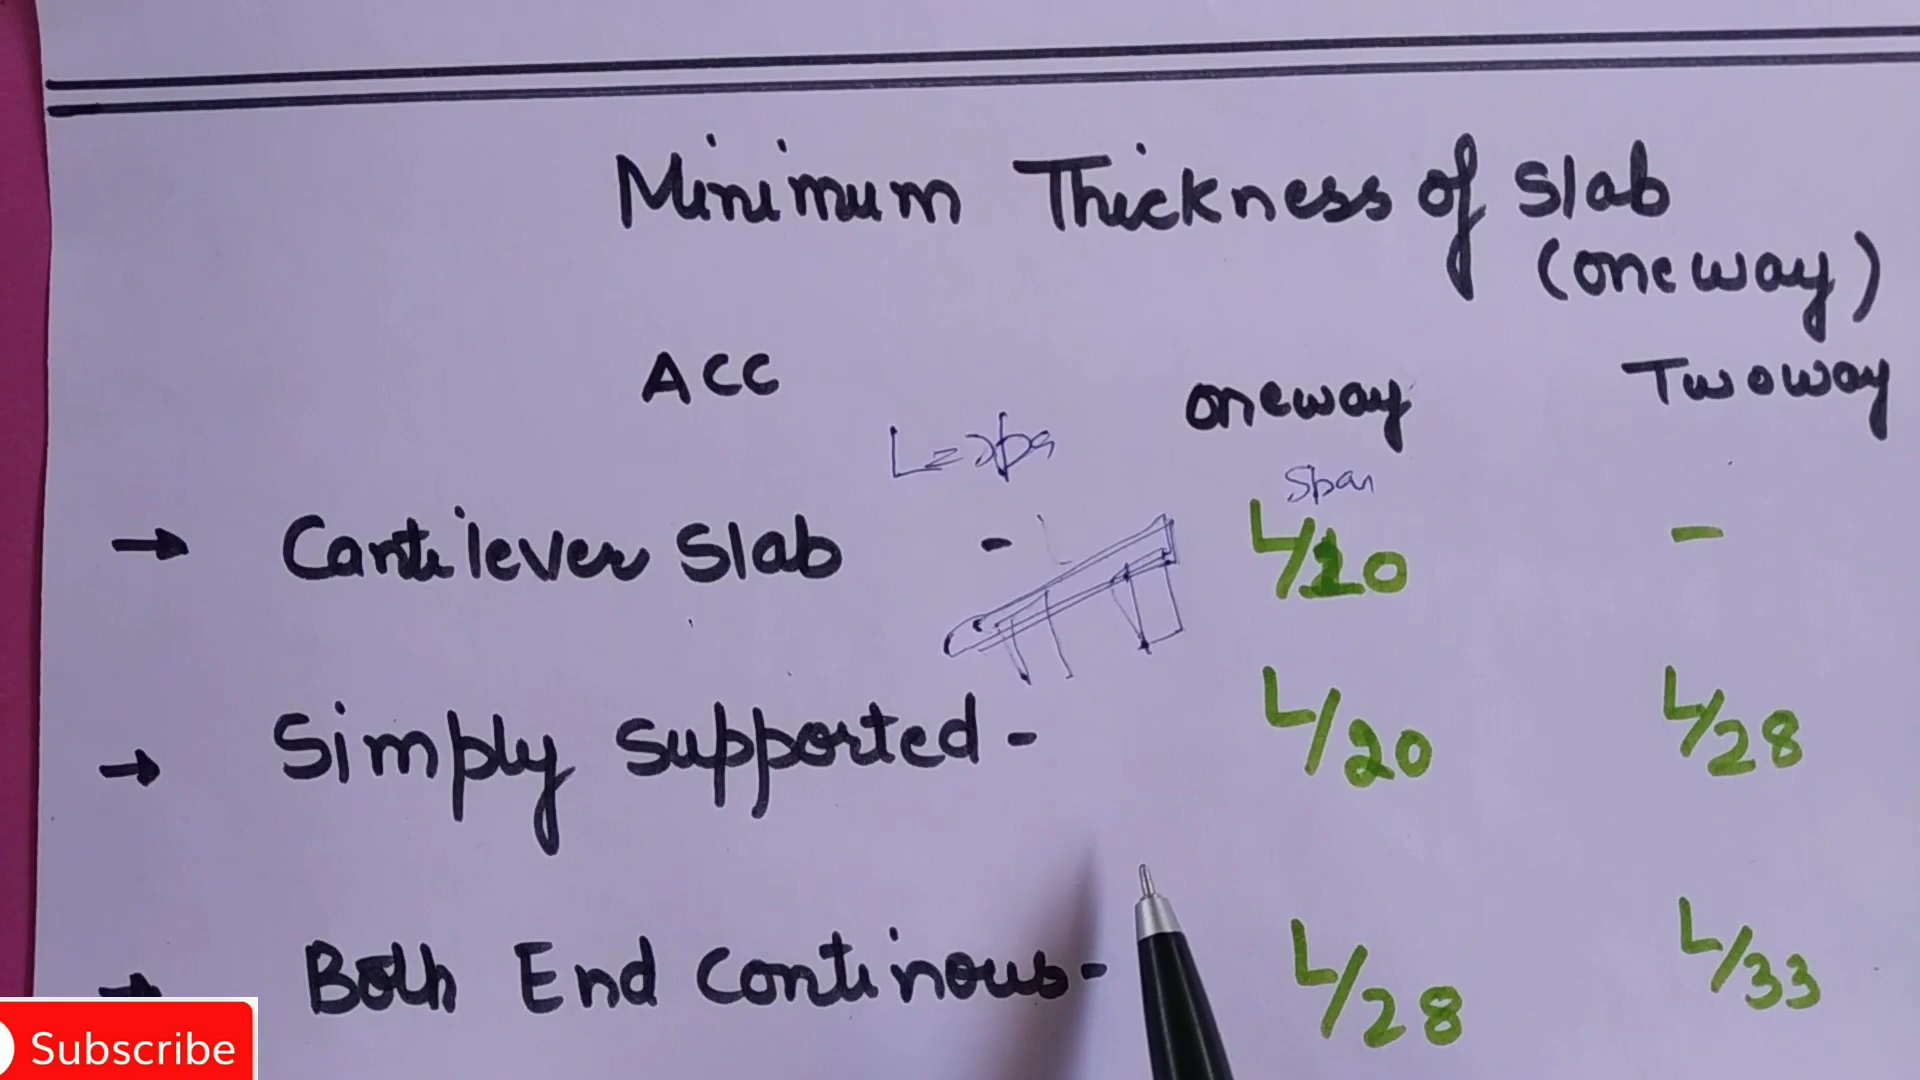 Minimum Thickness of Slab
(oneway)
ACC
oneway
Twoway
Span
→ Cantilever Slab - L/10 -
→ Simply Supported - L/20 L/28
→ Both End Continous - L/28 L/33
Subscribe